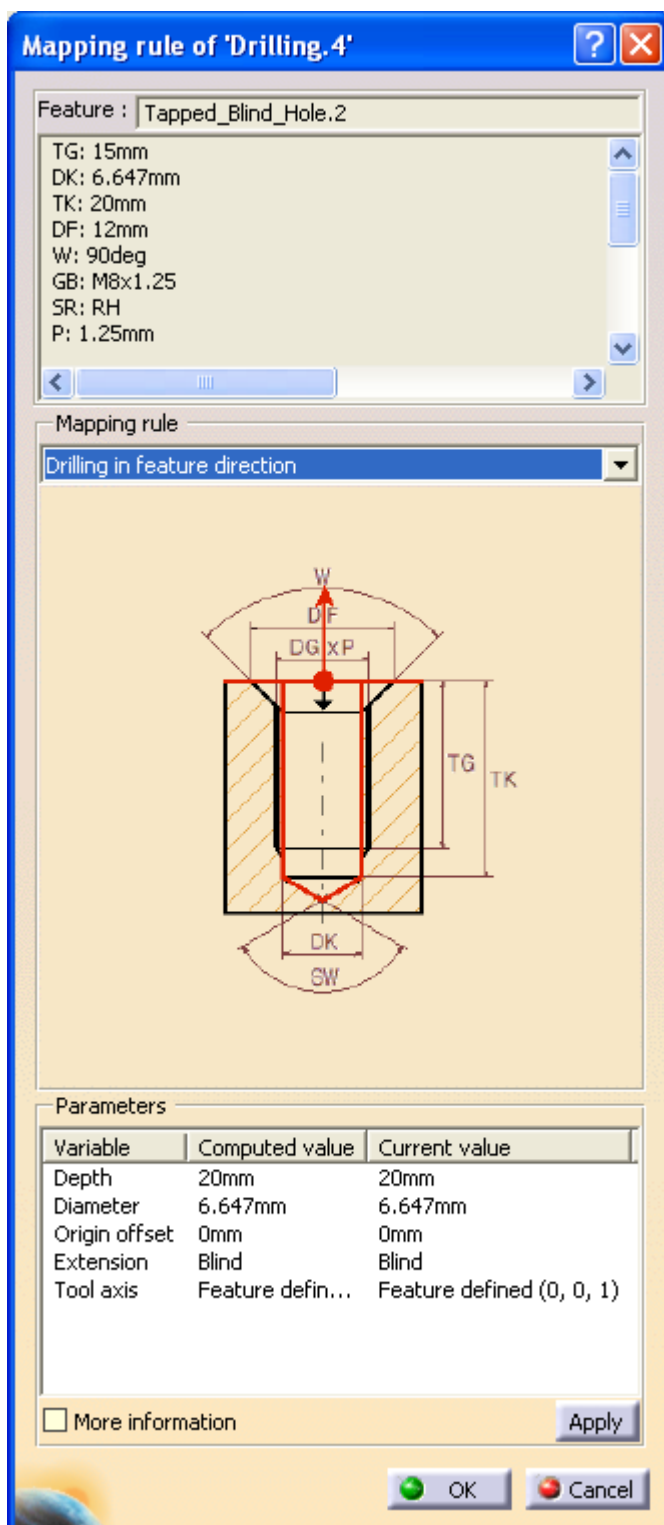 Mapping rule of 'Drilling.4'
Feature : Tapped_Blind_Hole.2
TG: 15mm
DK: 6.647mm
TK: 20mm
DF: 12mm
W: 90deg
GB: M8x1.25
SR: RH
P: 1.25mm
Mapping rule
Drilling in feature direction
W
DF
DG xP
TG
TK
DK
SW
Parameters
Variable Computed value Current value
Depth 20mm 20mm
Diameter 6.647mm 6.647mm
Origin offset 0mm 0mm
Extension Blind Blind
Tool axis Feature defin... Feature defined (0, 0, 1)
More information Apply
OK Cancel